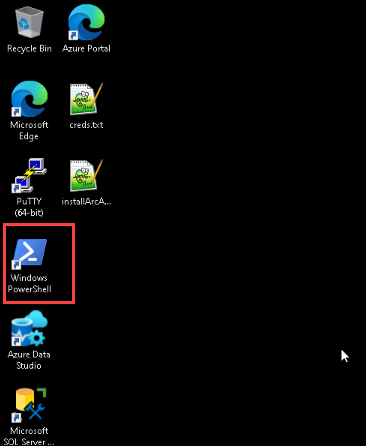 Recycle Bin
Azure Portal
Microsoft
Edge
creds.txt
PuTTY
(64-bit)
installArcA...
Windows
PowerShell
Azure Data
Studio
Microsoft
SQL Server ...